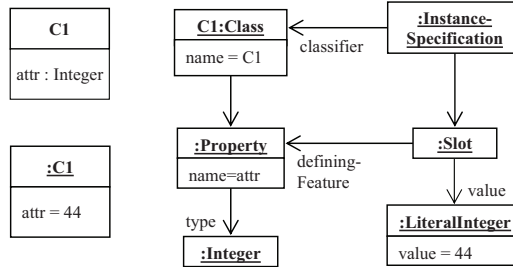 C1
attr : Integer
:C1
attr = 44
C1:Class
name = C1
classifier
:Instance-
Specification
:Property
name=attr
defining-
Feature
:Slot
type
value
:Integer
:LiteralInteger
value = 44